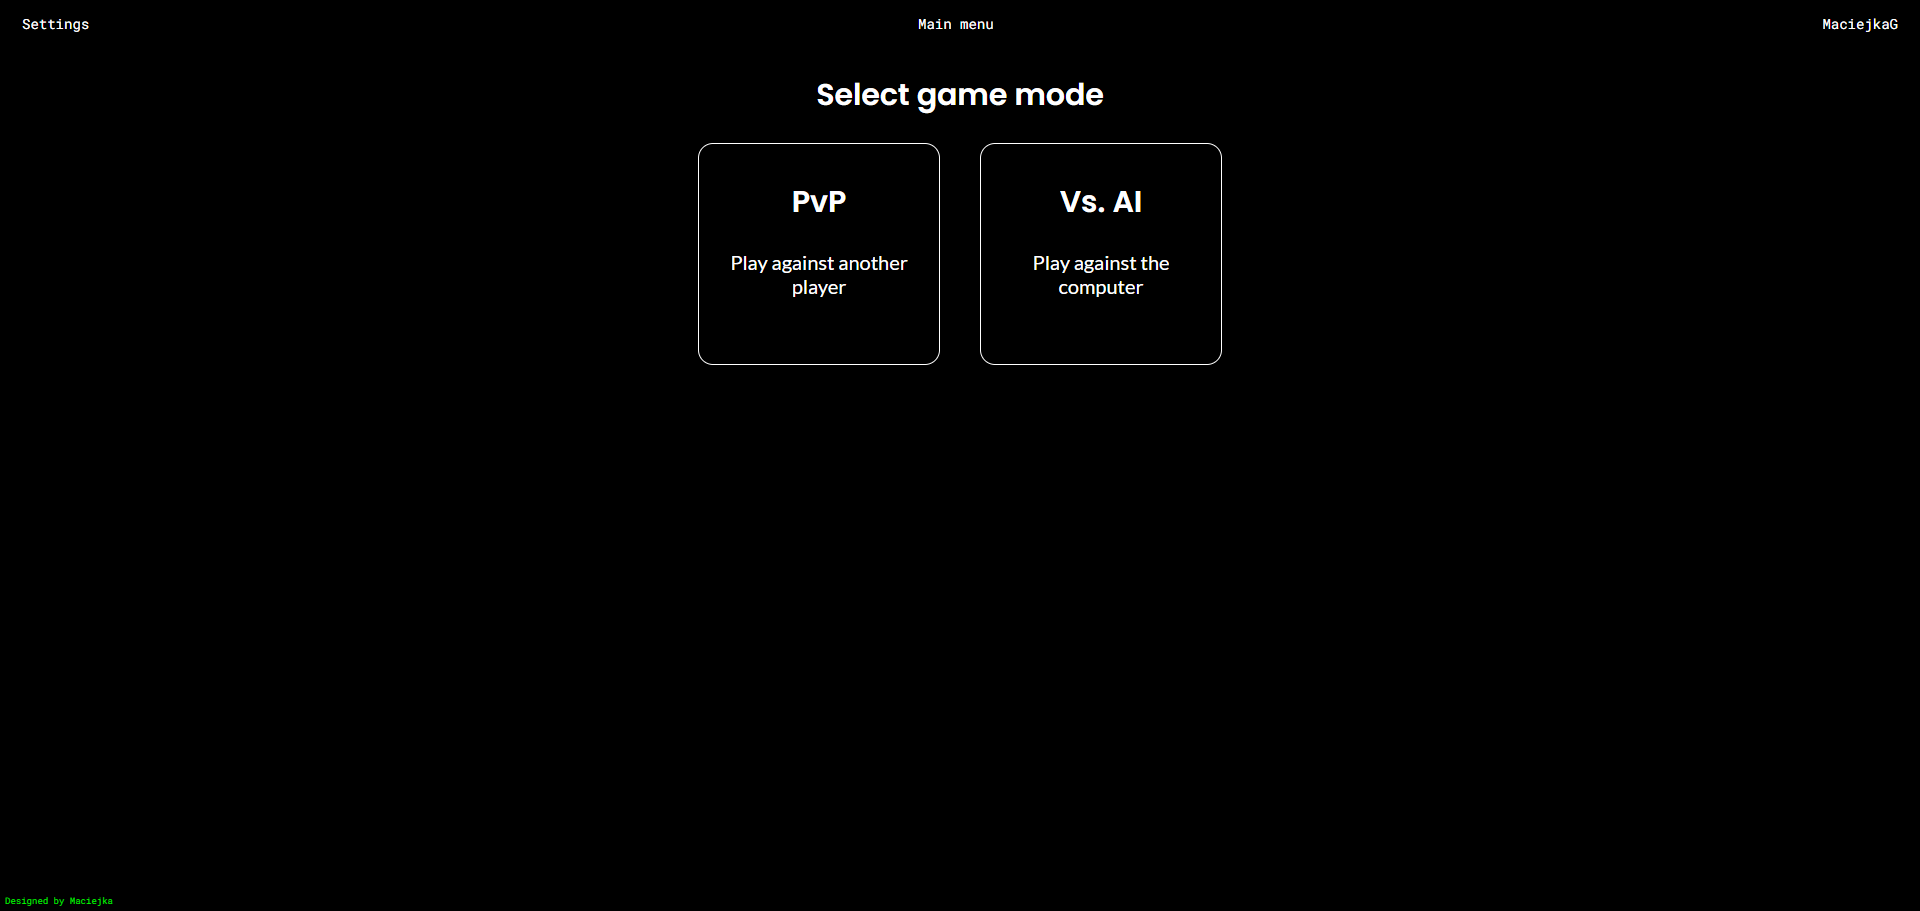 Settings
Main menu
MaciejkaG
Select game mode
PvP
Play against another
player
Vs. AI
Play against the
computer
Designed by Maciejka